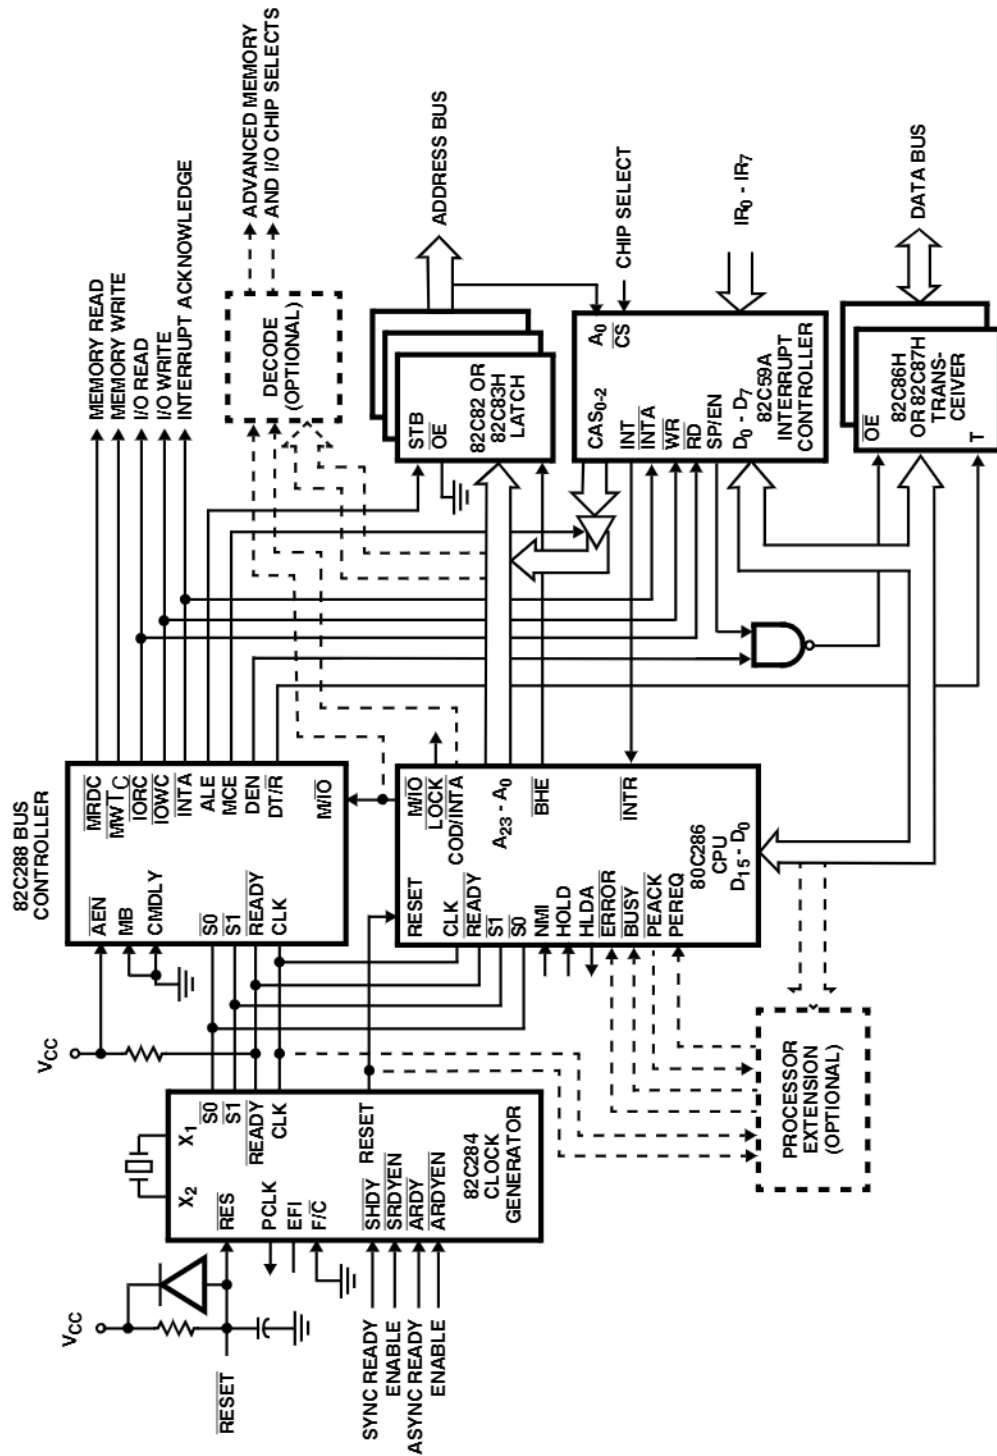 MEMORY READ
MEMORY WRITE
I/O READ
I/O WRITE
INTERRUPT ACKNOWLEDGE
ADVANCED MEMORY
AND I/O CHIP SELECTS
DECODE
(OPTIONAL)
ADDRESS BUS
CHIP SELECT
IR0 - IR7
DATA BUS
STB
OE
82C82 OR
82C83H
LATCH
A0
CS
CAS0-2
INT
INTA
WR
RD
SP/EN
D0 - D7
82C59A
INTERRUPT
CONTROLLER
OE
82C86H
OR 82C87H
TRANS-
CEIVER
T
82C288 BUS
CONTROLLER
MRDC
MWTC
IORC
IOWC
INTA
ALE
MCE
DEN
DT/R
M/IO
AEN
MB
CMDLY
S0
S1
READY
CLK
M/IO
LOCK
COD/INTA
A23 - A0
BHE
INTR
80C286
CPU
D15 - D0
RESET
CLK
READY
S1
S0
NMI
HOLD
HLDA
ERROR
BUSY
PEACK
PEREQ
VCC
X1
X2
S0
S1
READY
CLK
RESET
82C284
CLOCK
GENERATOR
RES
PCLK
EFI
F/C
SHDY
SRDYEN
ARDY
ARDYEN
PROCESSOR
EXTENSION
(OPTIONAL)
VCC
RESET
SYNC READY
ENABLE
ASYNC READY
ENABLE